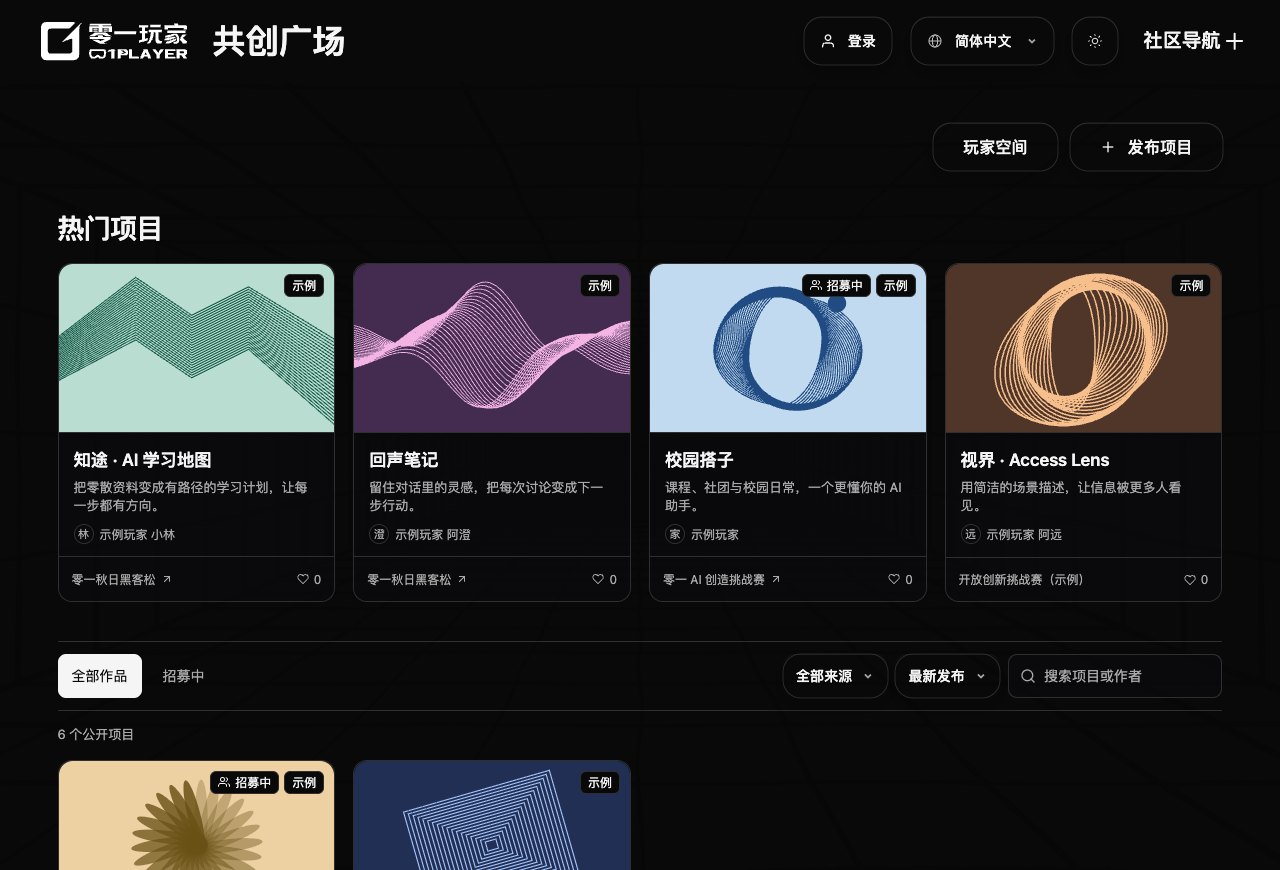 零一玩家
01PLAYER
共创广场
登录
简体中文
社区导航
玩家空间
发布项目
热门项目
示例
知途 · AI 学习地图
把零散资料变成有路径的学习计划，让每
一步都有方向。
林 示例玩家 小林
零一秋日黑客松 ↗
0
示例
回声笔记
留住对话里的灵感，把每次讨论变成下一
步行动。
澄 示例玩家 阿澄
零一秋日黑客松 ↗
0
招募中 示例
校园搭子
课程、社团与校园日常，一个更懂你的 AI
助手。
家 示例玩家
零一 AI 创造挑战赛 ↗
0
示例
视界 · Access Lens
用简洁的场景描述，让信息被更多人看
见。
远 示例玩家 阿远
开放创新挑战赛（示例）
0
全部作品
招募中
全部来源
最新发布
搜索项目或作者
6 个公开项目
招募中 示例
示例